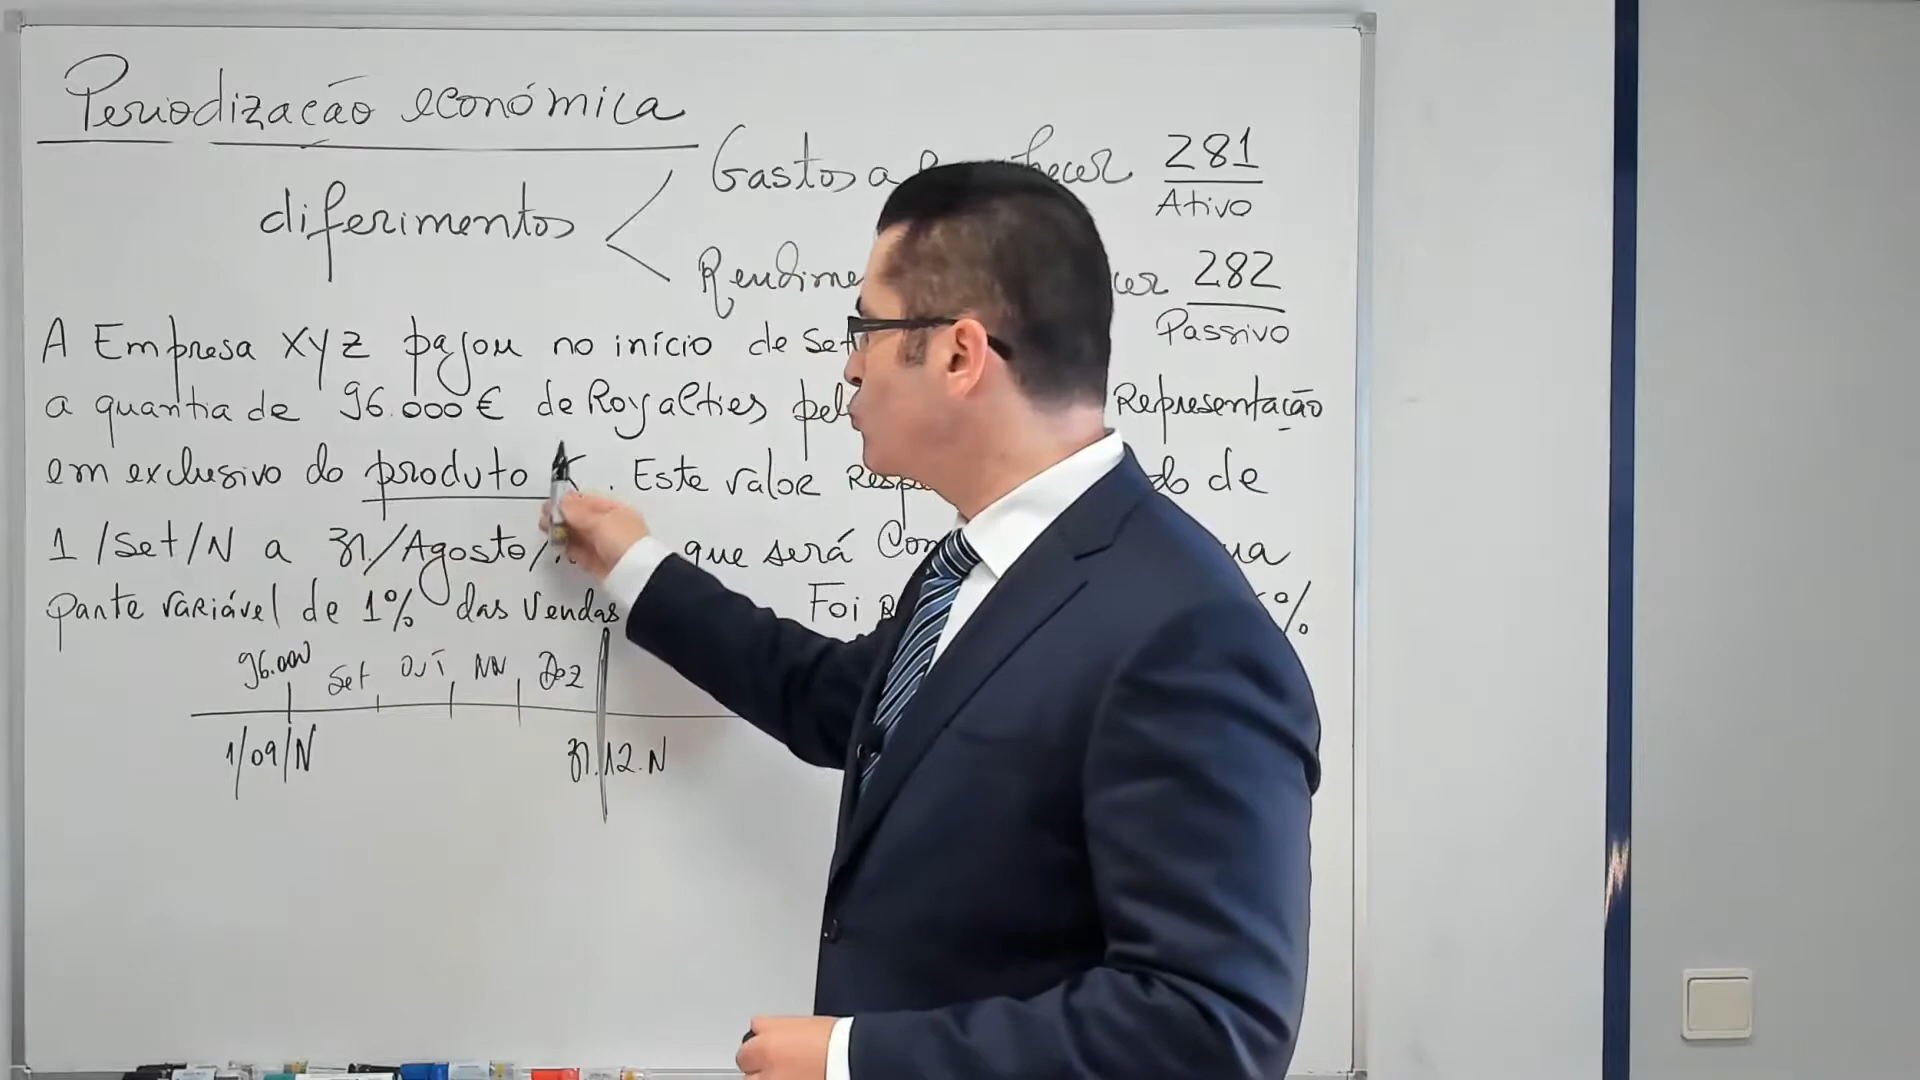 Periodização económica
Gastos a 281
Ativo
diferimentos
282
Passivo
A Empresa XYZ pagou no início de
a quantia de 96.000€ de Royalties Representação
em exclusivo do produto . Este valor de
1/Set/N a 31/Agosto/ que será
parte variável de 1% das Vendas Foi %
96.000 Set OUT NOV Dez
1/09/N 31.12.N